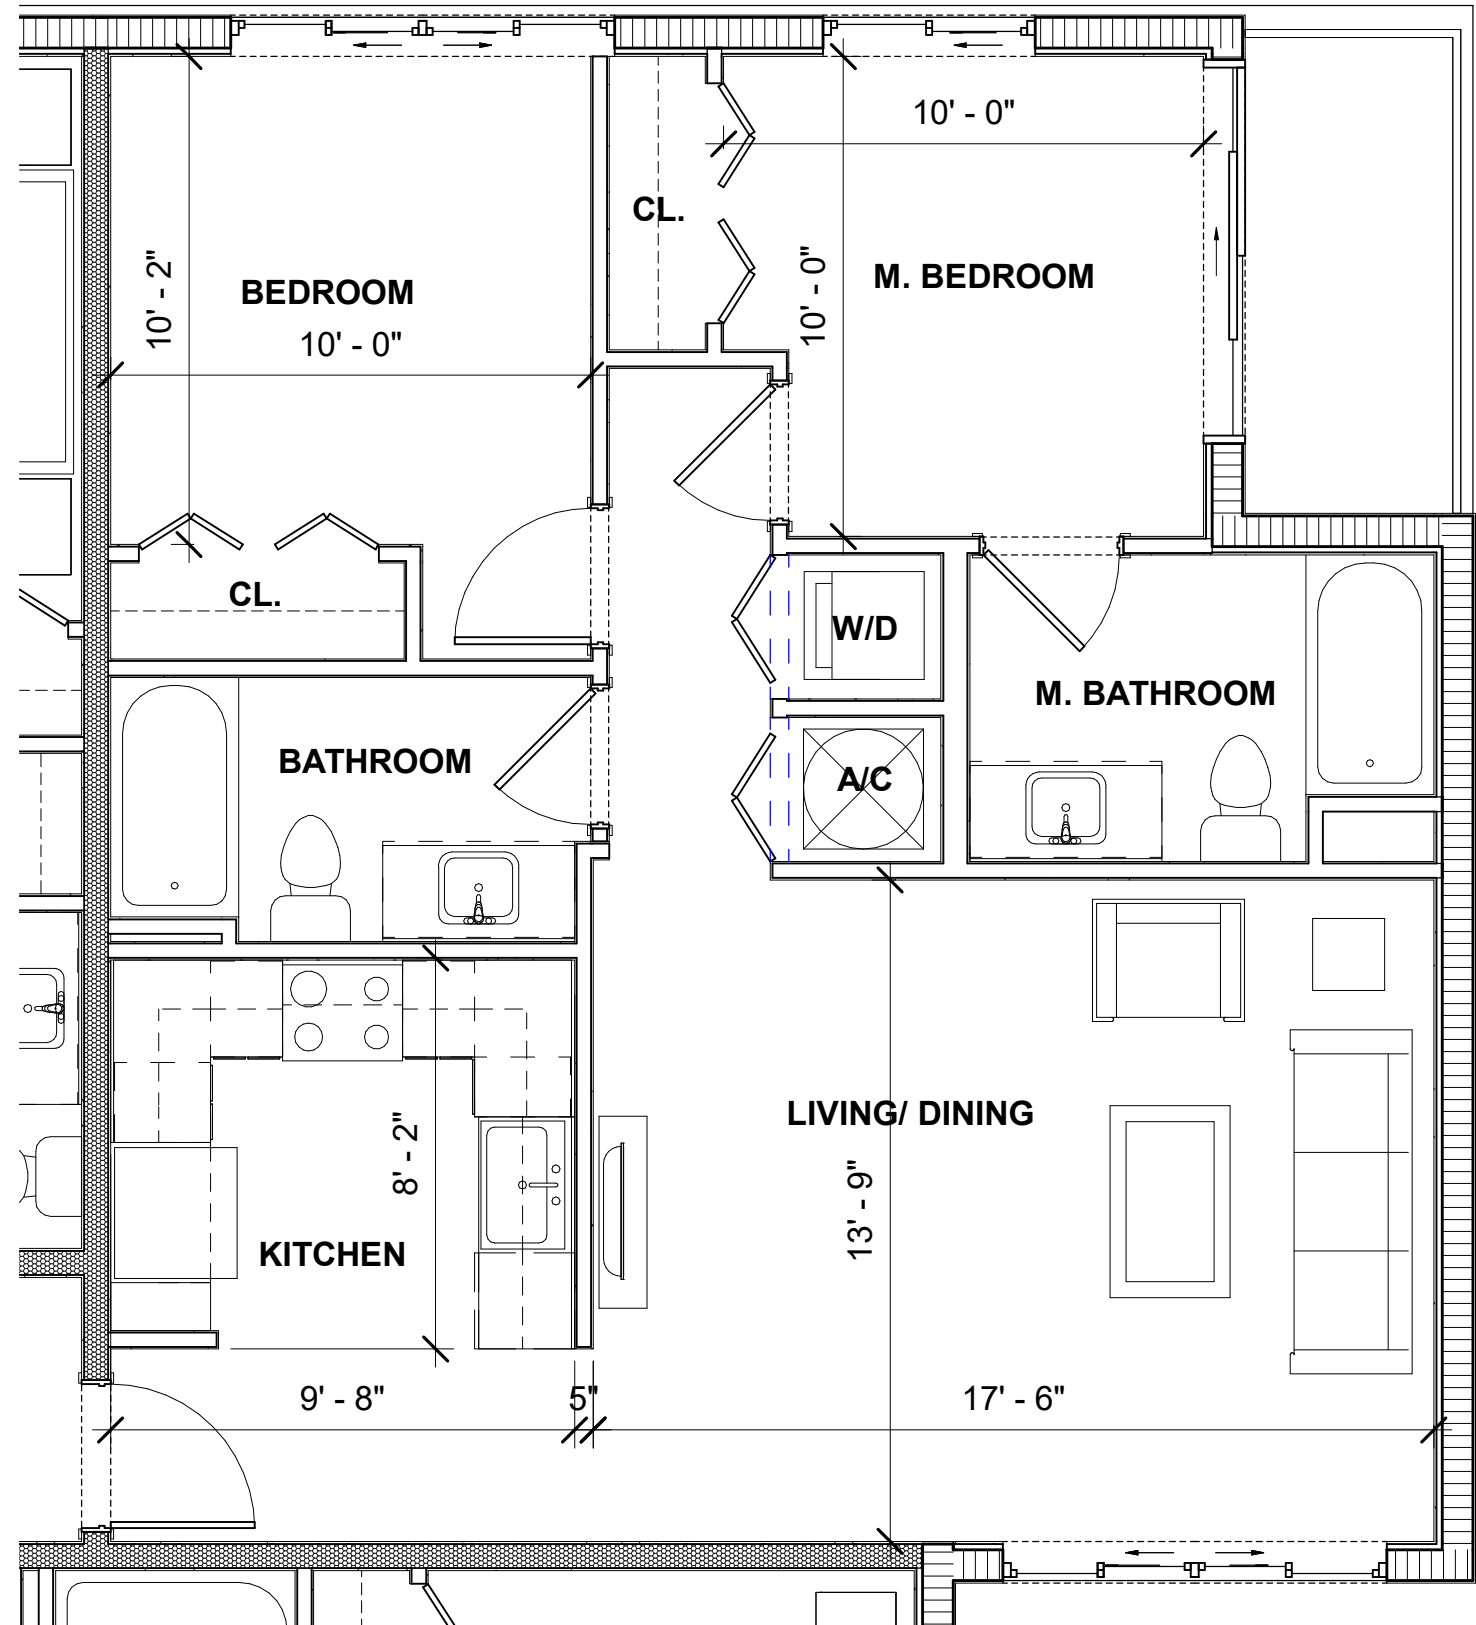 10' - 0"
CL.
10' - 2"
BEDROOM
10' - 0"
10' - 0"
M. BEDROOM
CL.
W/D
M. BATHROOM
BATHROOM
A/C
LIVING/ DINING
8' - 2"
13' - 9"
KITCHEN
9' - 8"
5"
17' - 6"